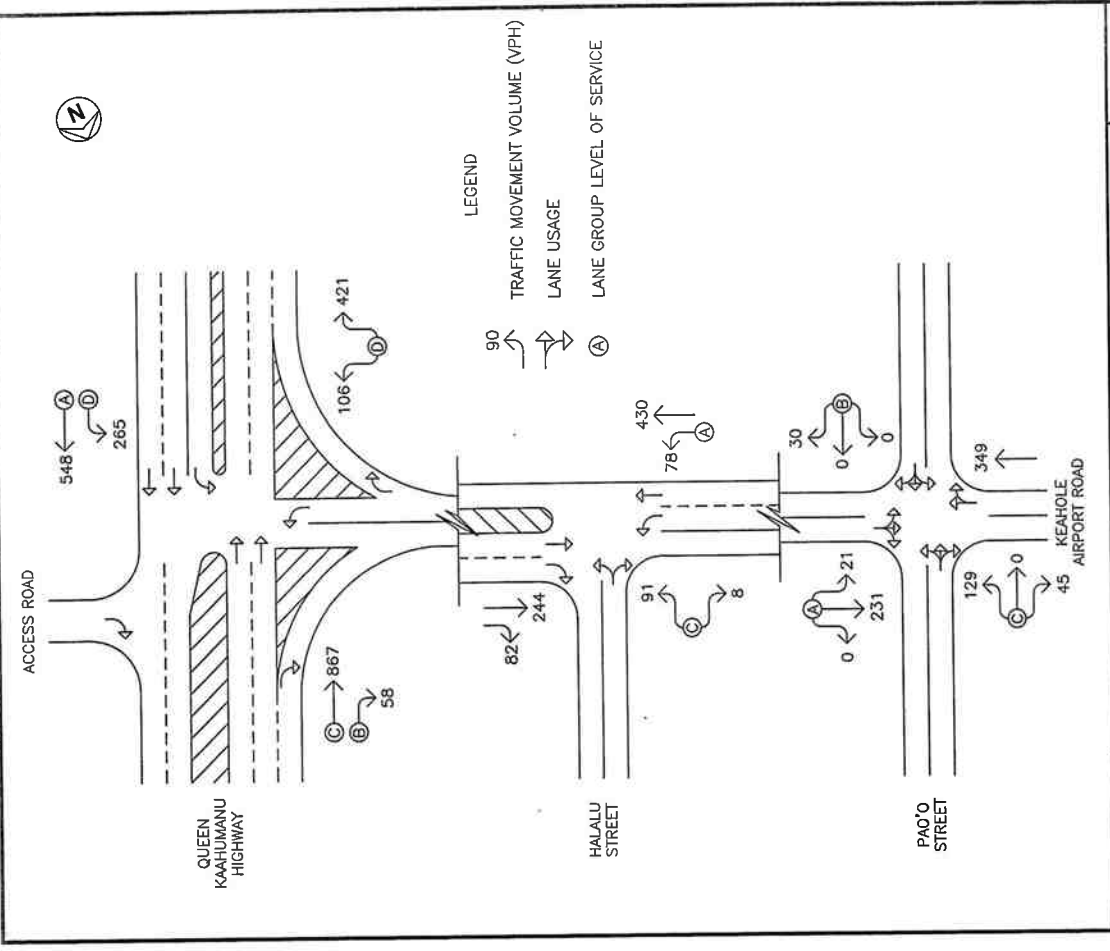 ACCESS ROAD
N
548
A
D
265
QUEEN
KAAHUMANU
HIGHWAY
C
867
B
58
106
421
D
LEGEND
90
TRAFFIC MOVEMENT VOLUME (VPH)
LANE USAGE
A
LANE GROUP LEVEL OF SERVICE
82
244
HALALU
STREET
91
C
8
430
78
A
30
B
0
0
349
A
21
0
231
PAO'O
STREET
129
0
C
45
KEAHOLE
AIRPORT ROAD